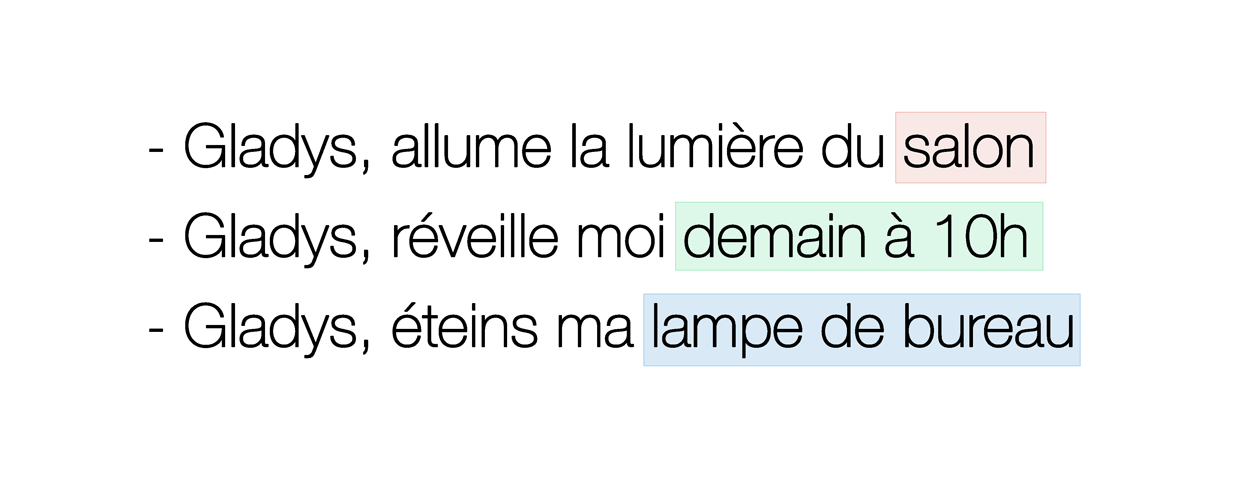 - Gladys, allume la lumière du salon
- Gladys, réveille moi demain à 10h
- Gladys, éteins ma lampe de bureau